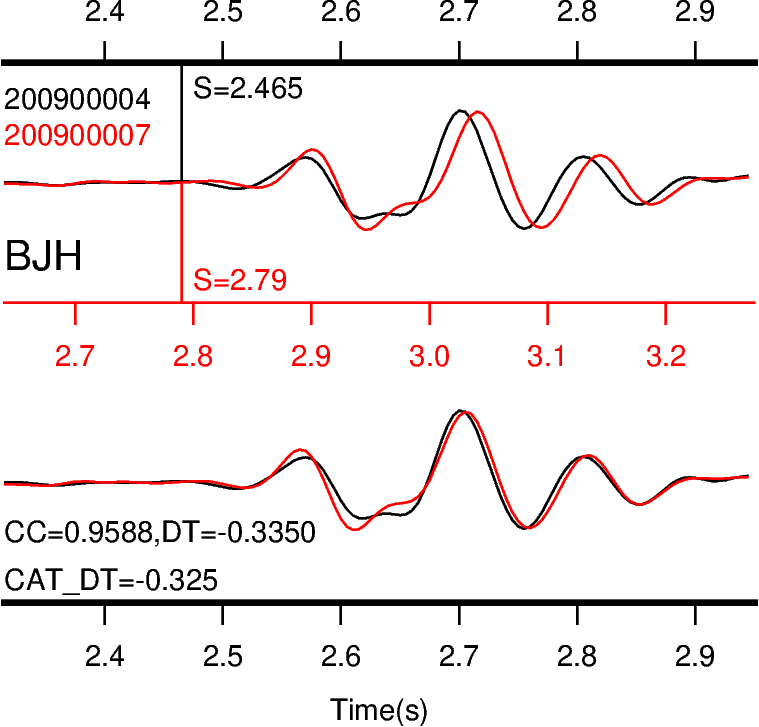 2.4 2.5 2.6 2.7 2.8 2.9
S=2.465
200900004
200900007
BJH
S=2.79
2.7 2.8 2.9 3.0 3.1 3.2
CC=0.9588,DT=-0.3350
CAT_DT=-0.325
2.4 2.5 2.6 2.7 2.8 2.9
Time(s)